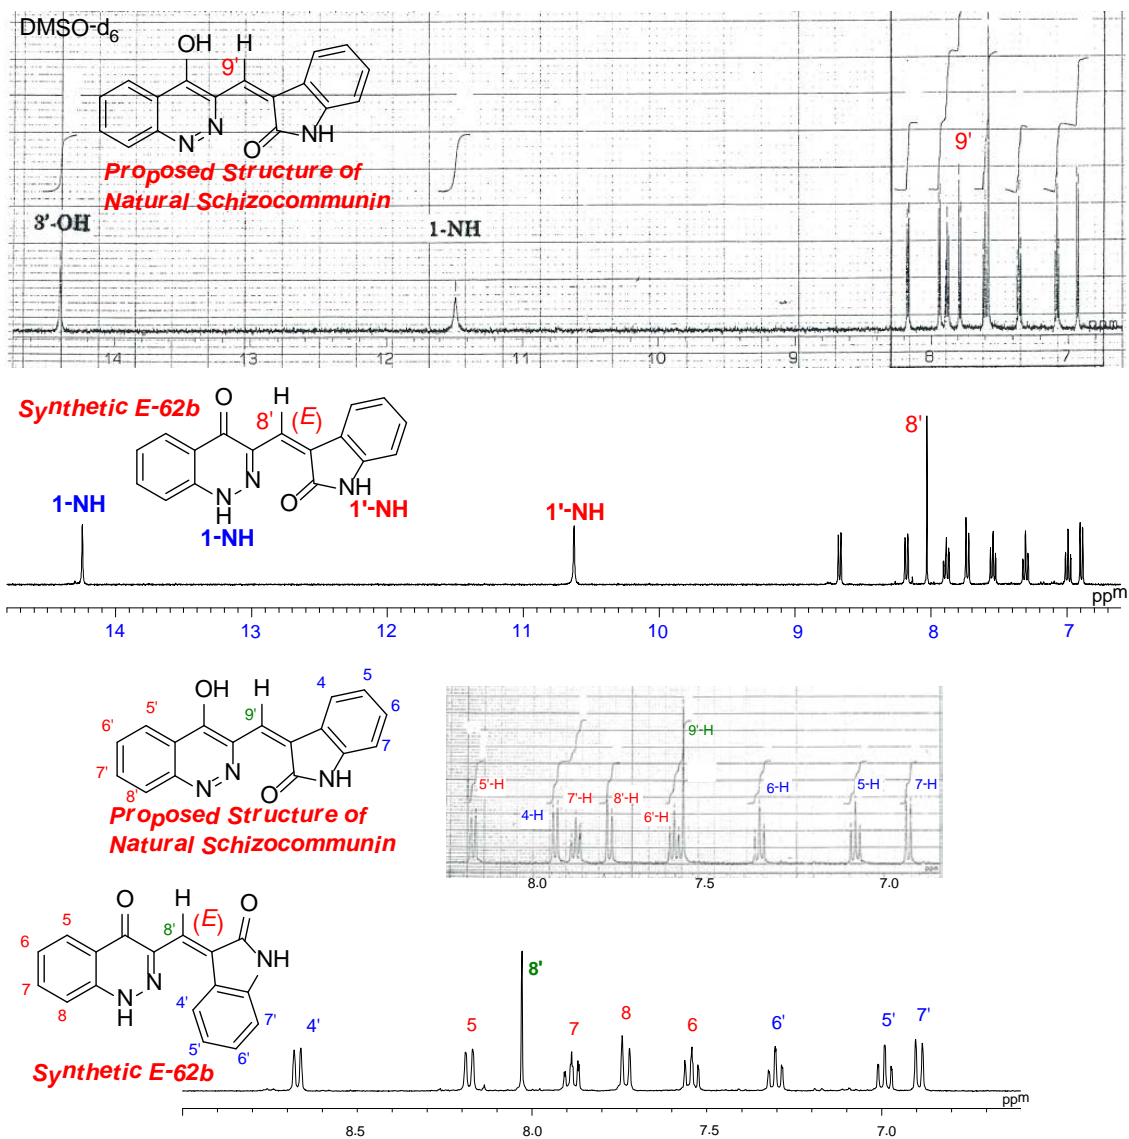 DMSO-d6
OH H
9'
N
N
NH
O
Proposed Structure of
Natural Schizocommunin
9'
3'-OH
1-NH
ppm
14 13 12 11 10 9 8 7
Synthetic E-62b
O H
8' (E)
N
N
H
O
NH
1'-NH
1-NH
1-NH
1'-NH
8'
ppm
14 13 12 11 10 9 8 7
OH H
9'
4 5
6
7
5'
6'
7'
8'
N
N
NH
O
Proposed Structure of
Natural Schizocommunin
9'-H
5'-H 4-H 7'-H 8'-H 6'-H 6-H 5-H 7-H
ppm
8.0 7.5 7.0
O H O
8' (E)
5
6
7
8
N
N
H
NH
4'
5'
6'
7'
Synthetic E-62b
4' 5 8' 7 8 6 6' 5' 7'
ppm
8.5 8.0 7.5 7.0